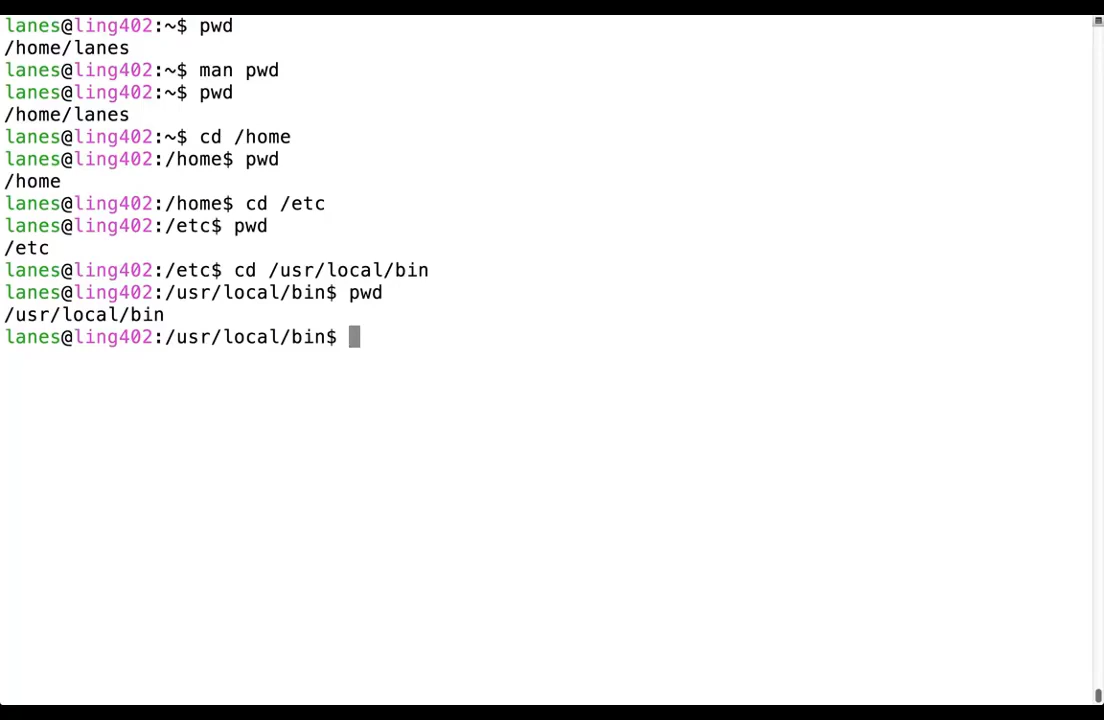 lanes@ling402:~$ pwd
/home/lanes
lanes@ling402:~$ man pwd
lanes@ling402:~$ pwd
/home/lanes
lanes@ling402:~$ cd /home
lanes@ling402:/home$ pwd
/home
lanes@ling402:/home$ cd /etc
lanes@ling402:/etc$ pwd
/etc
lanes@ling402:/etc$ cd /usr/local/bin
lanes@ling402:/usr/local/bin$ pwd
/usr/local/bin
lanes@ling402:/usr/local/bin$